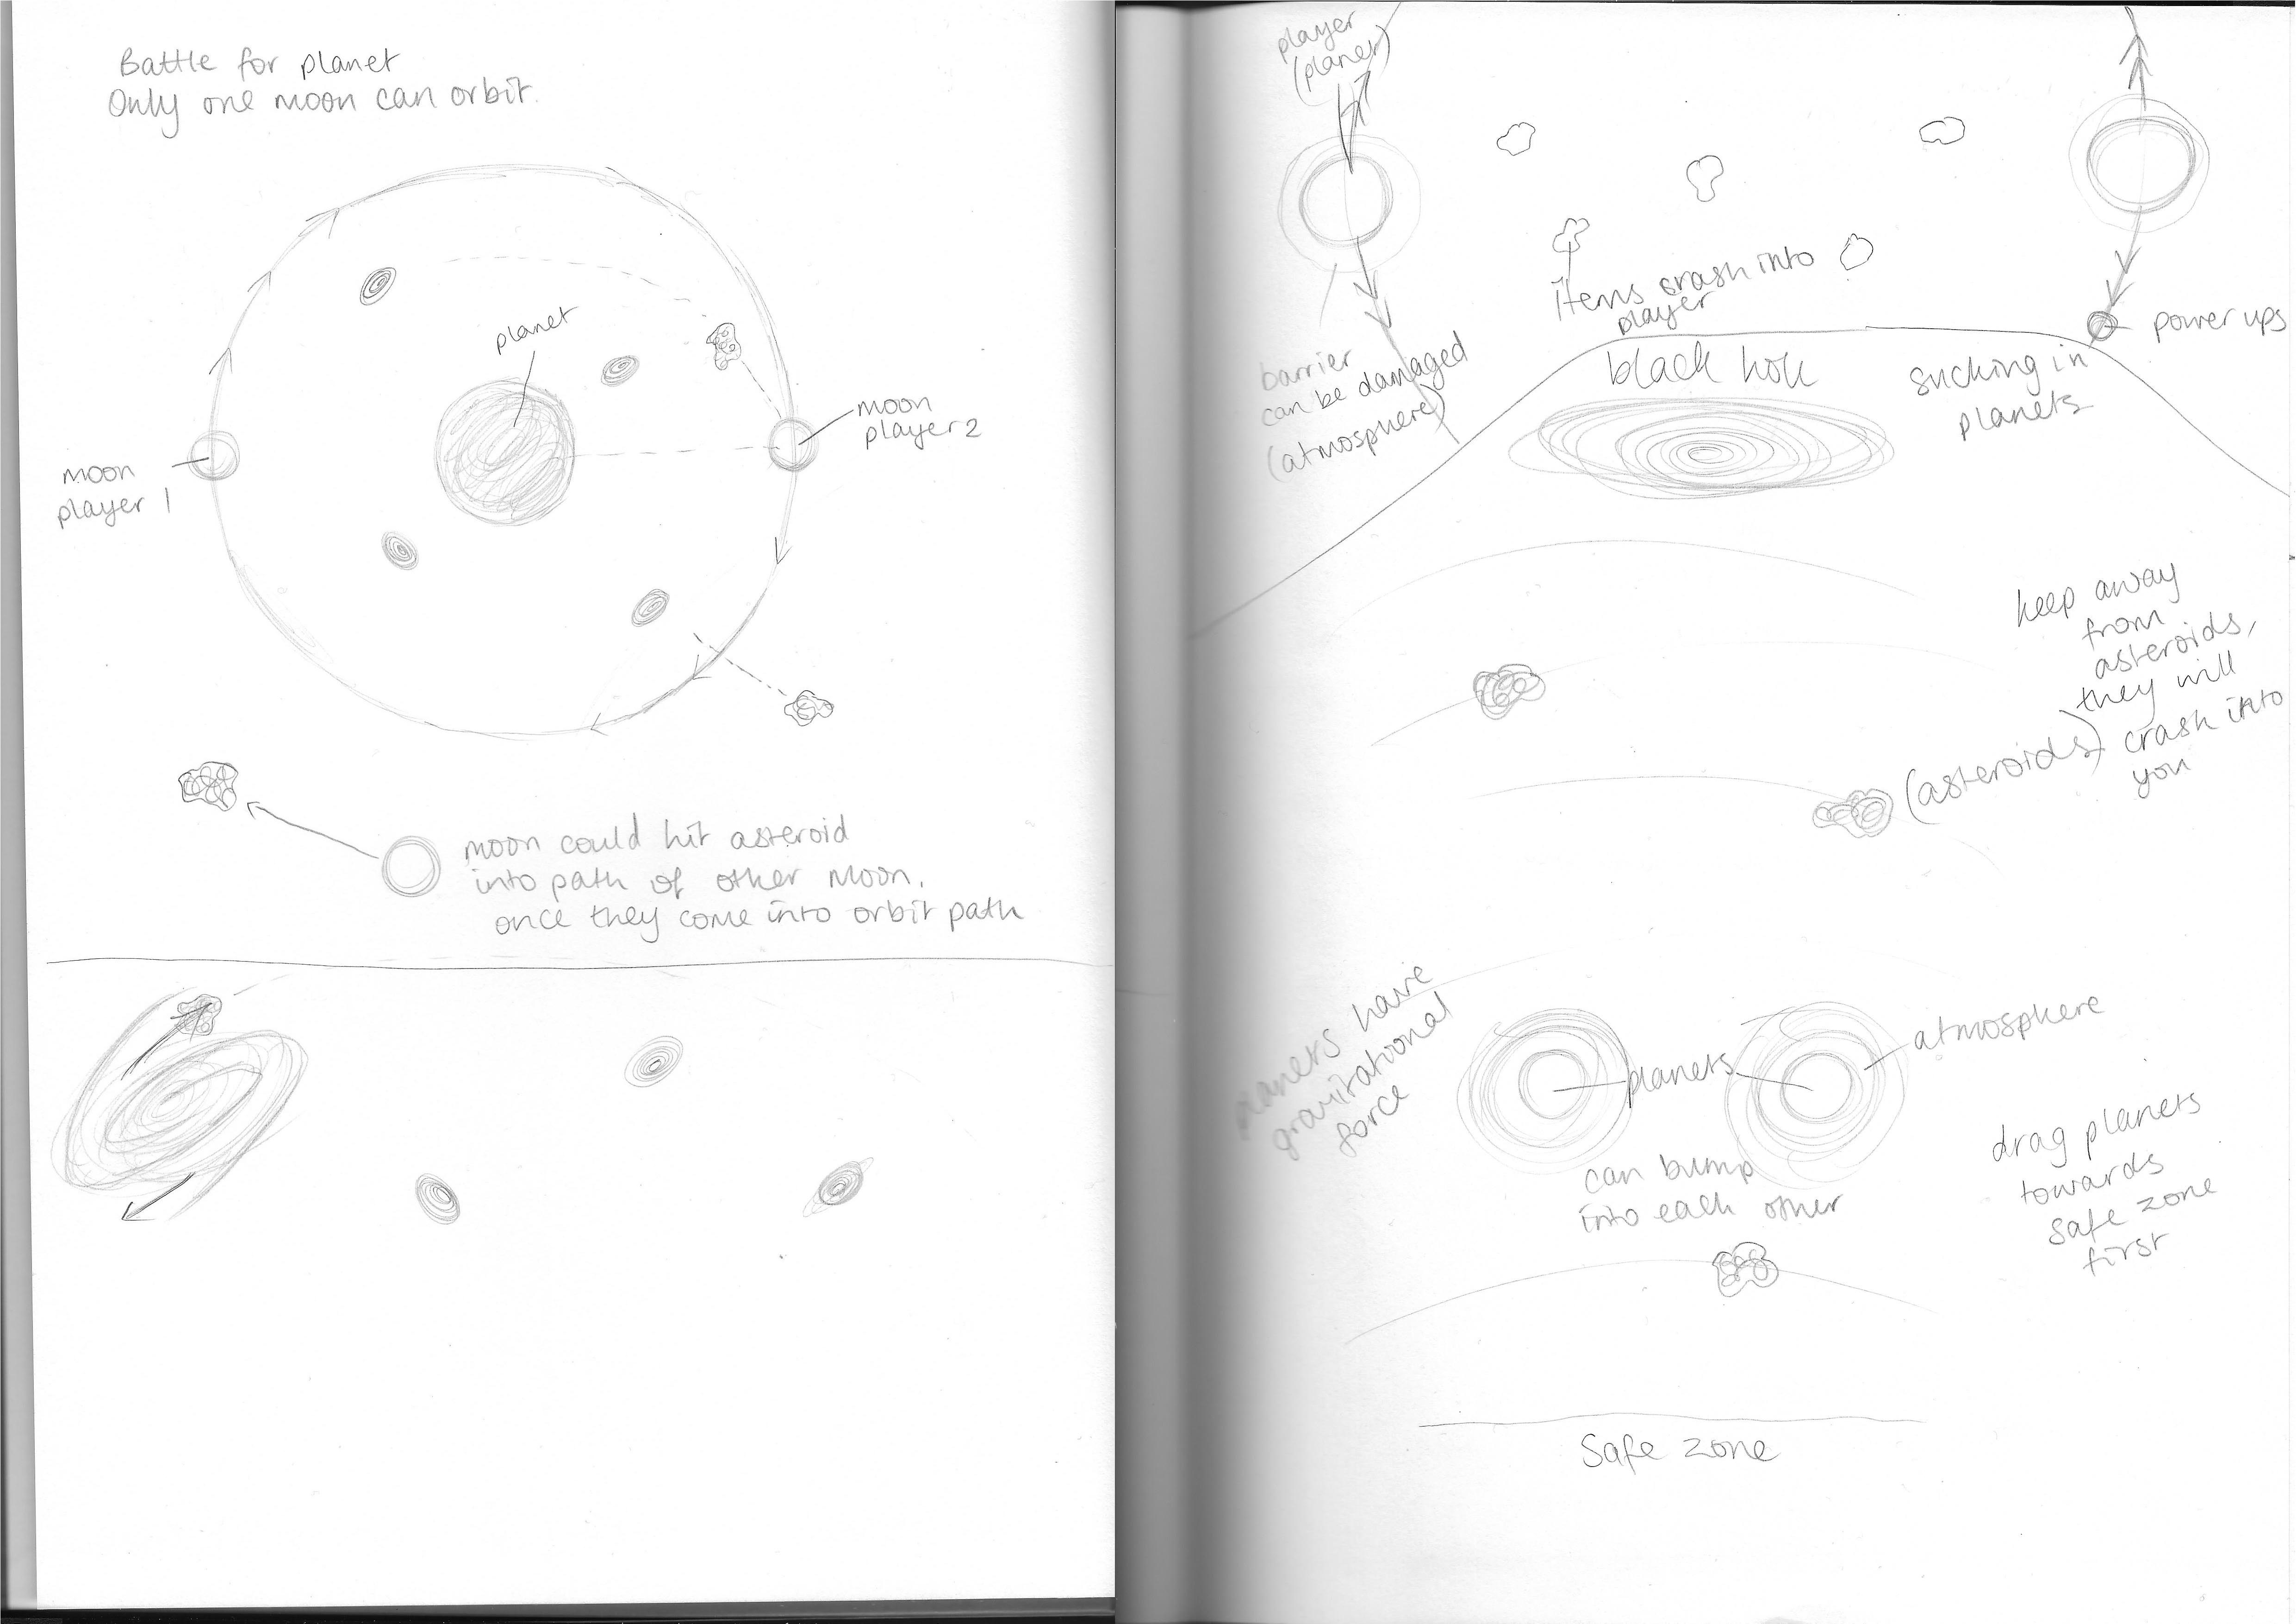 Battle for planet
Only one moon can orbit.
planet
moon
player 2
moon
player 1
moon could hit asteroid
into path of other moon.
once they come into orbit path
player
(planet)
Items crash into
player
power ups
barrier
can be damaged
(atmosphere)
black hole
sucking in
planets
keep away
from
asteroids,
they will
crash into
you
(asteroids)
planets have
gravitational
force
planets
atmosphere
can bump
into each other
drag planets
towards
safe zone
first
Safe zone